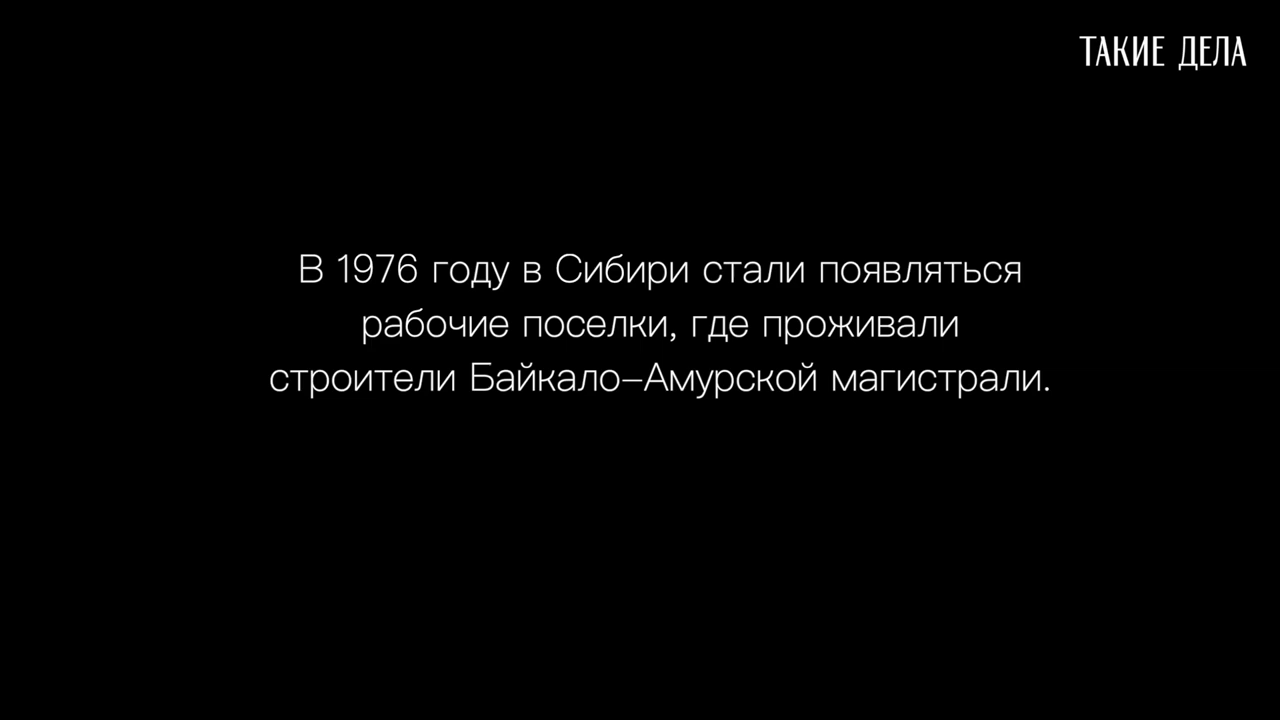 ТАКИЕ ДЕЛА
В 1976 году в Сибири стали появляться
рабочие поселки, где проживали
строители Байкало–Амурской магистрали.